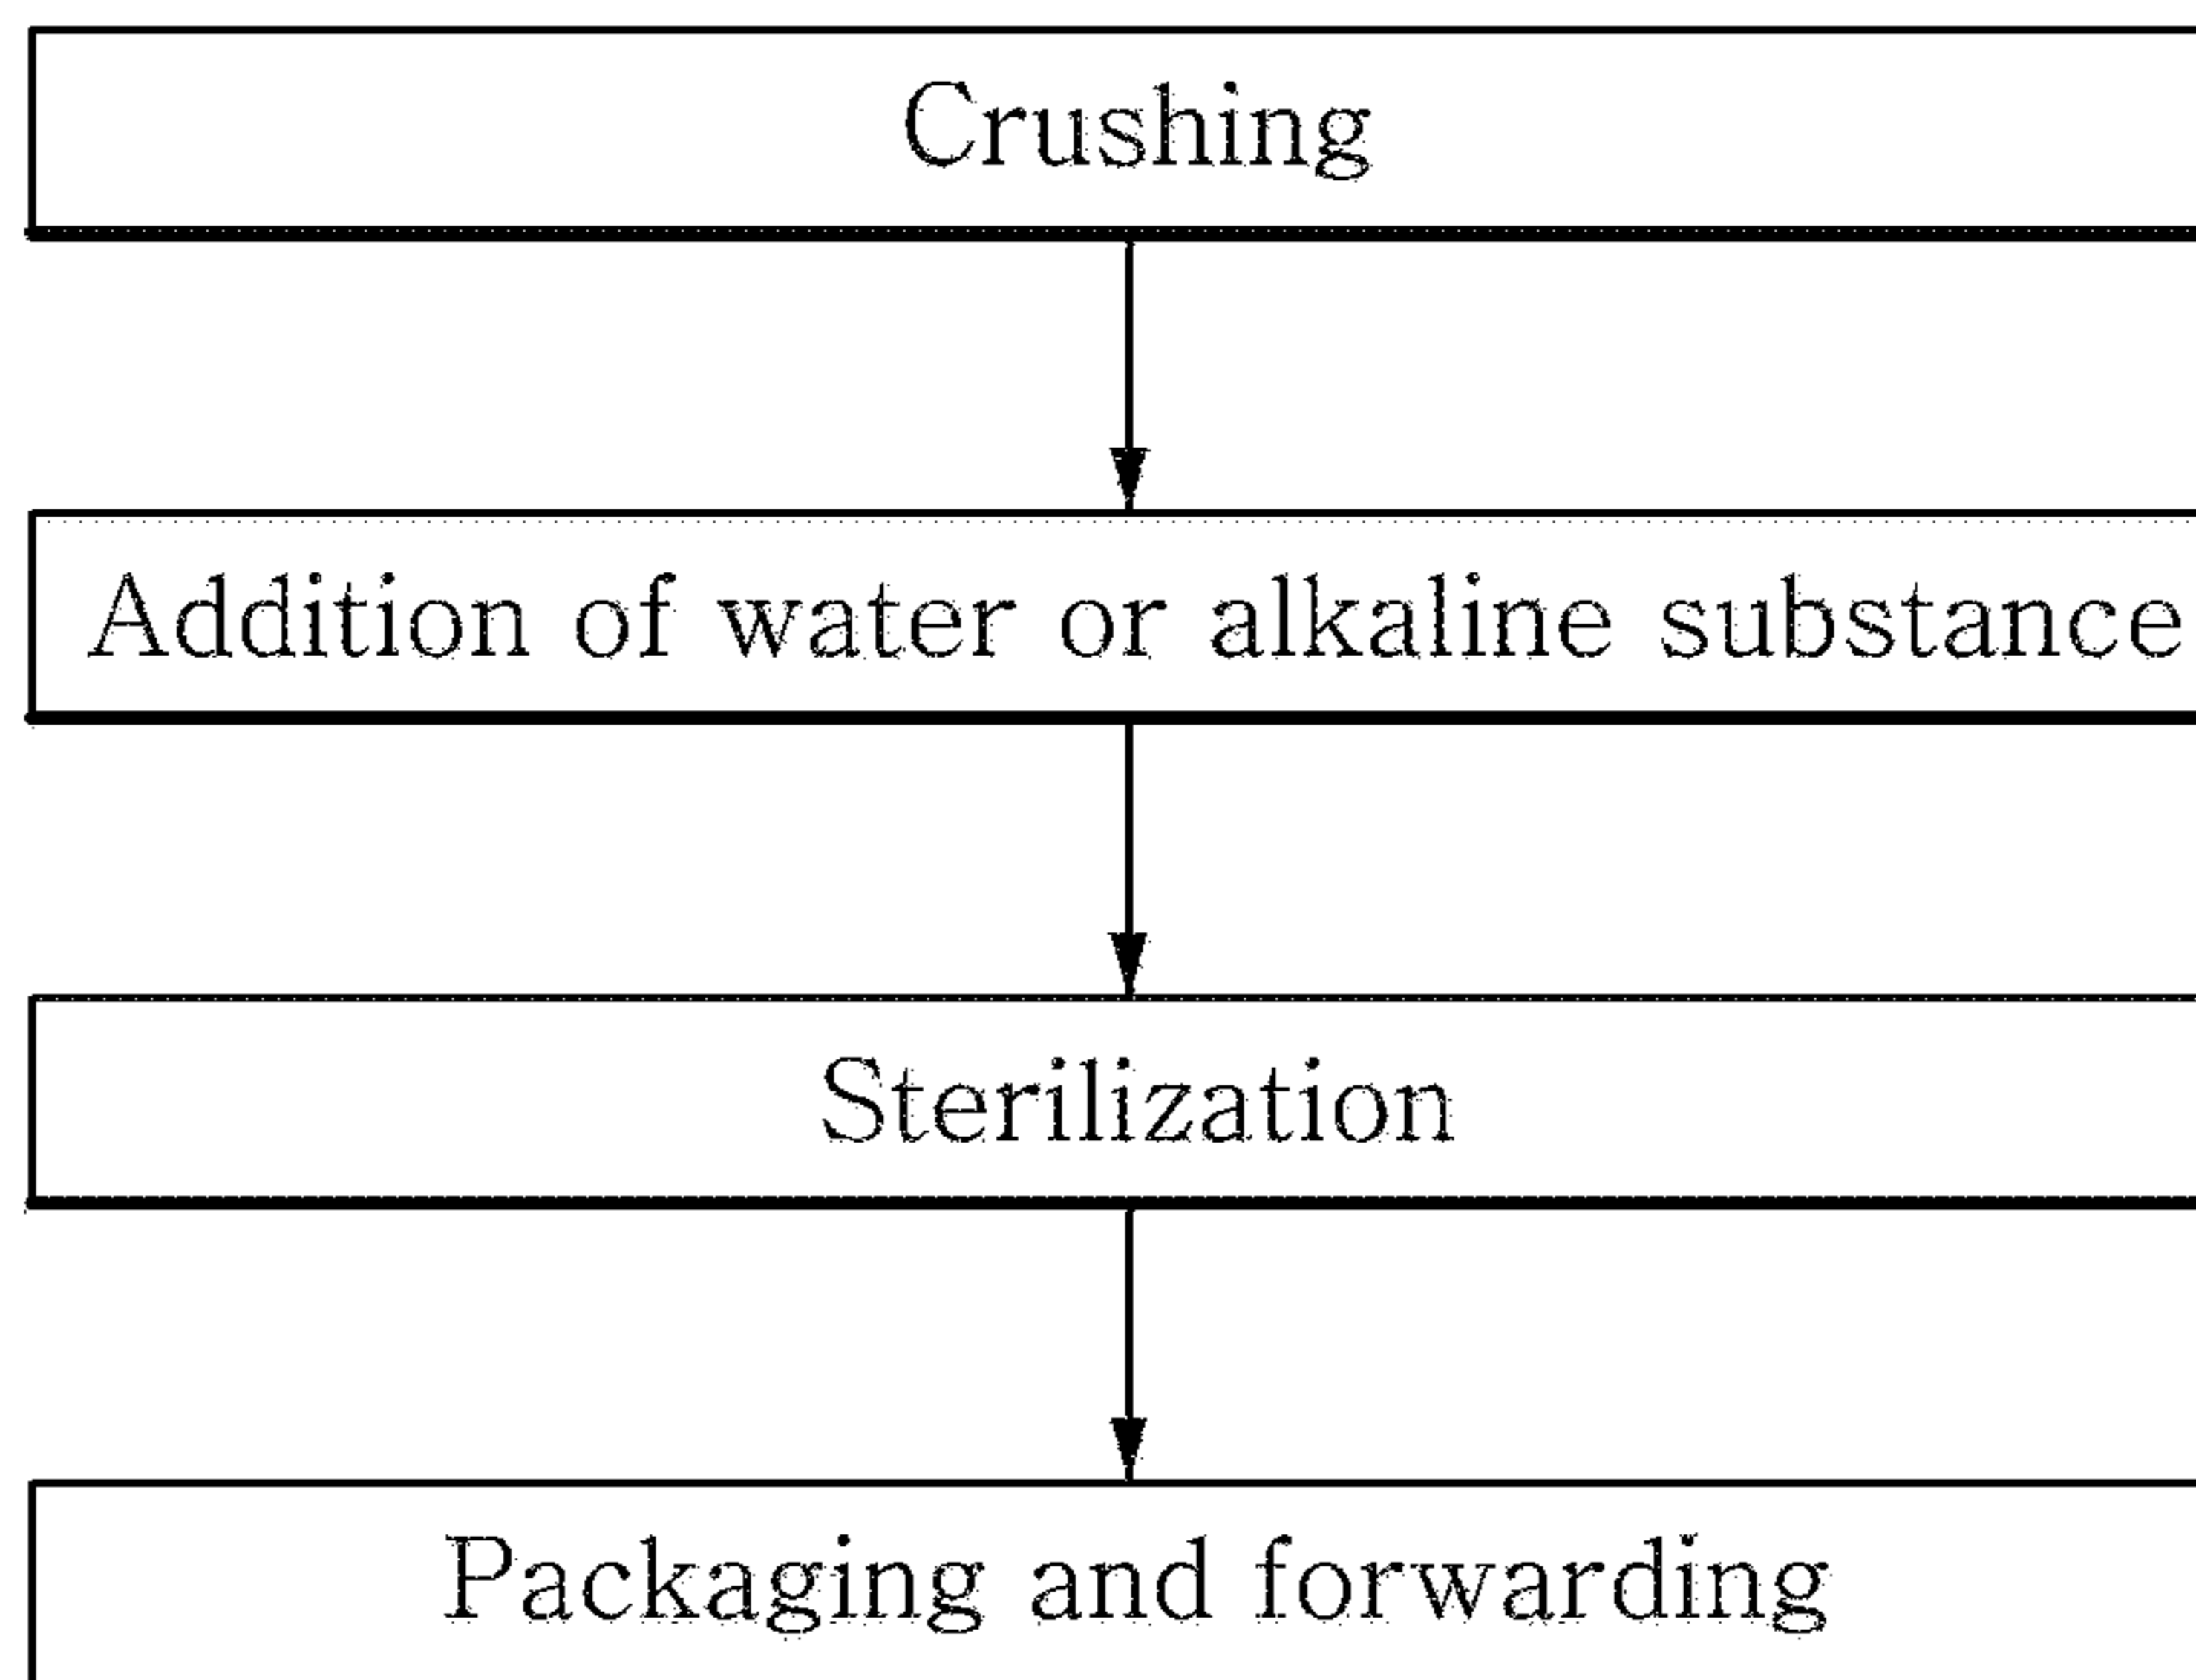 Crushing
Addition of water or alkaline substance
Sterilization
Packaging and forwarding